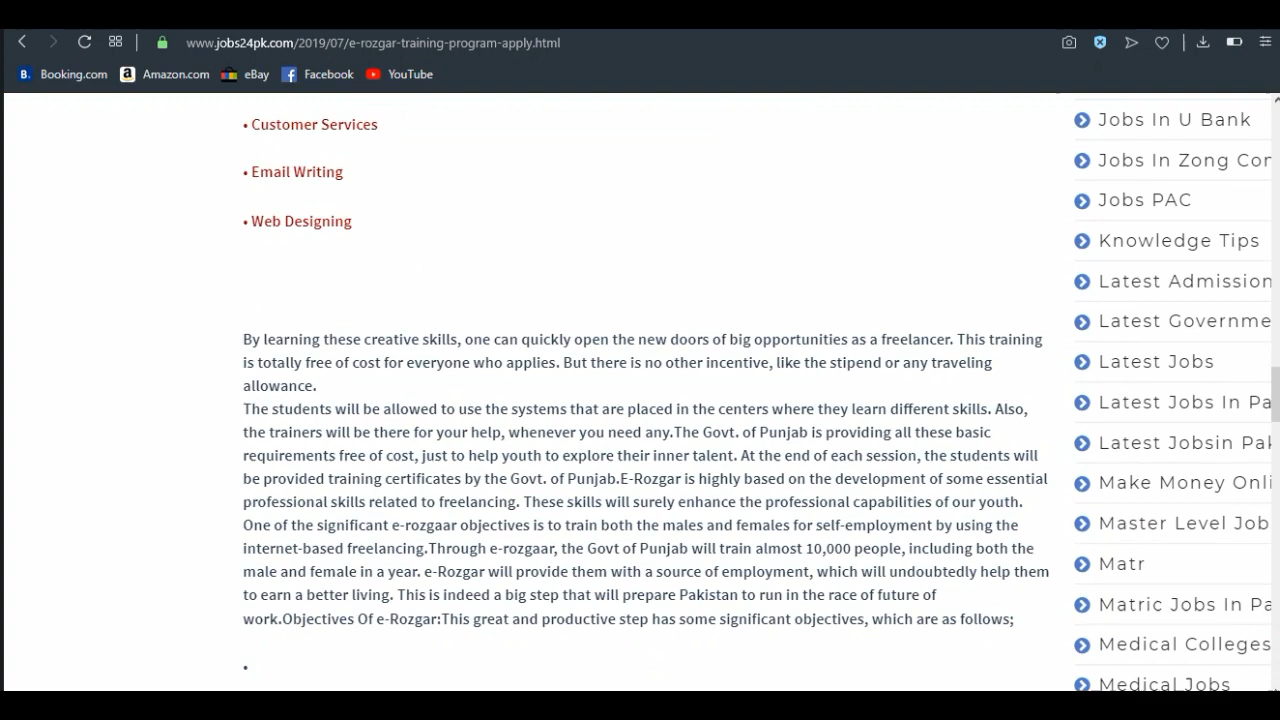 www.jobs24pk.com/2019/07/e-rozgar-training-program-apply.html
B. Booking.com a Amazon.com eBay Facebook YouTube
• Customer Services
• Email Writing
• Web Designing
By learning these creative skills, one can quickly open the new doors of big opportunities as a freelancer. This training
is totally free of cost for everyone who applies. But there is no other incentive, like the stipend or any traveling
allowance.
The students will be allowed to use the systems that are placed in the centers where they learn different skills. Also,
the trainers will be there for your help, whenever you need any.The Govt. of Punjab is providing all these basic
requirements free of cost, just to help youth to explore their inner talent. At the end of each session, the students will
be provided training certificates by the Govt. of Punjab.E-Rozgar is highly based on the development of some essential
professional skills related to freelancing. These skills will surely enhance the professional capabilities of our youth.
One of the significant e-rozgaar objectives is to train both the males and females for self-employment by using the
internet-based freelancing.Through e-rozgaar, the Govt of Punjab will train almost 10,000 people, including both the
male and female in a year. e-Rozgar will provide them with a source of employment, which will undoubtedly help them
to earn a better living. This is indeed a big step that will prepare Pakistan to run in the race of future of
work.Objectives Of e-Rozgar:This great and productive step has some significant objectives, which are as follows;
•
Jobs In U Bank
Jobs In Zong Con
Jobs PAC
Knowledge Tips
Latest Admission
Latest Governme
Latest Jobs
Latest Jobs In Pa
Latest Jobsin Pak
Make Money Onli
Master Level Job
Matr
Matric Jobs In Pa
Medical Colleges
Medical Jobs